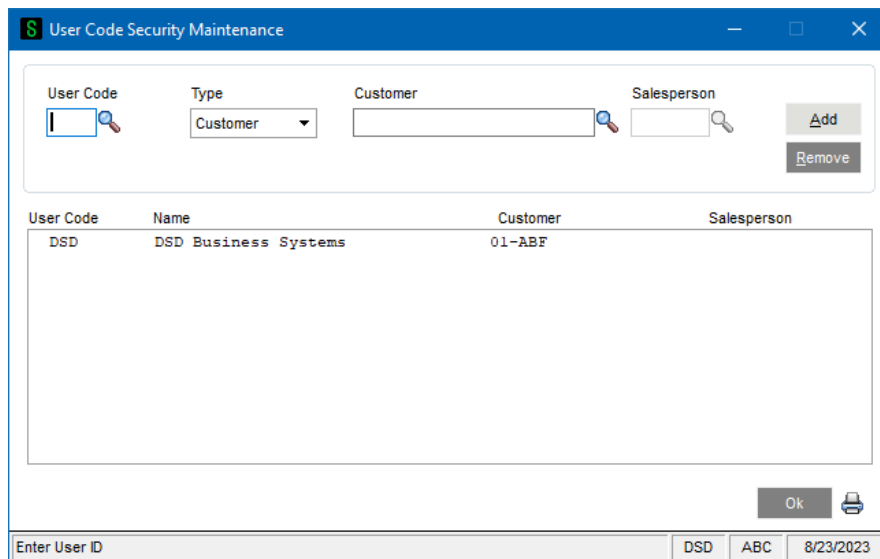 S User Code Security Maintenance
User Code Type Customer Salesperson
Customer Add
Remove
User Code Name Customer Salesperson
DSD DSD Business Systems 01-ABF
Ok
Enter User ID DSD ABC 8/23/2023